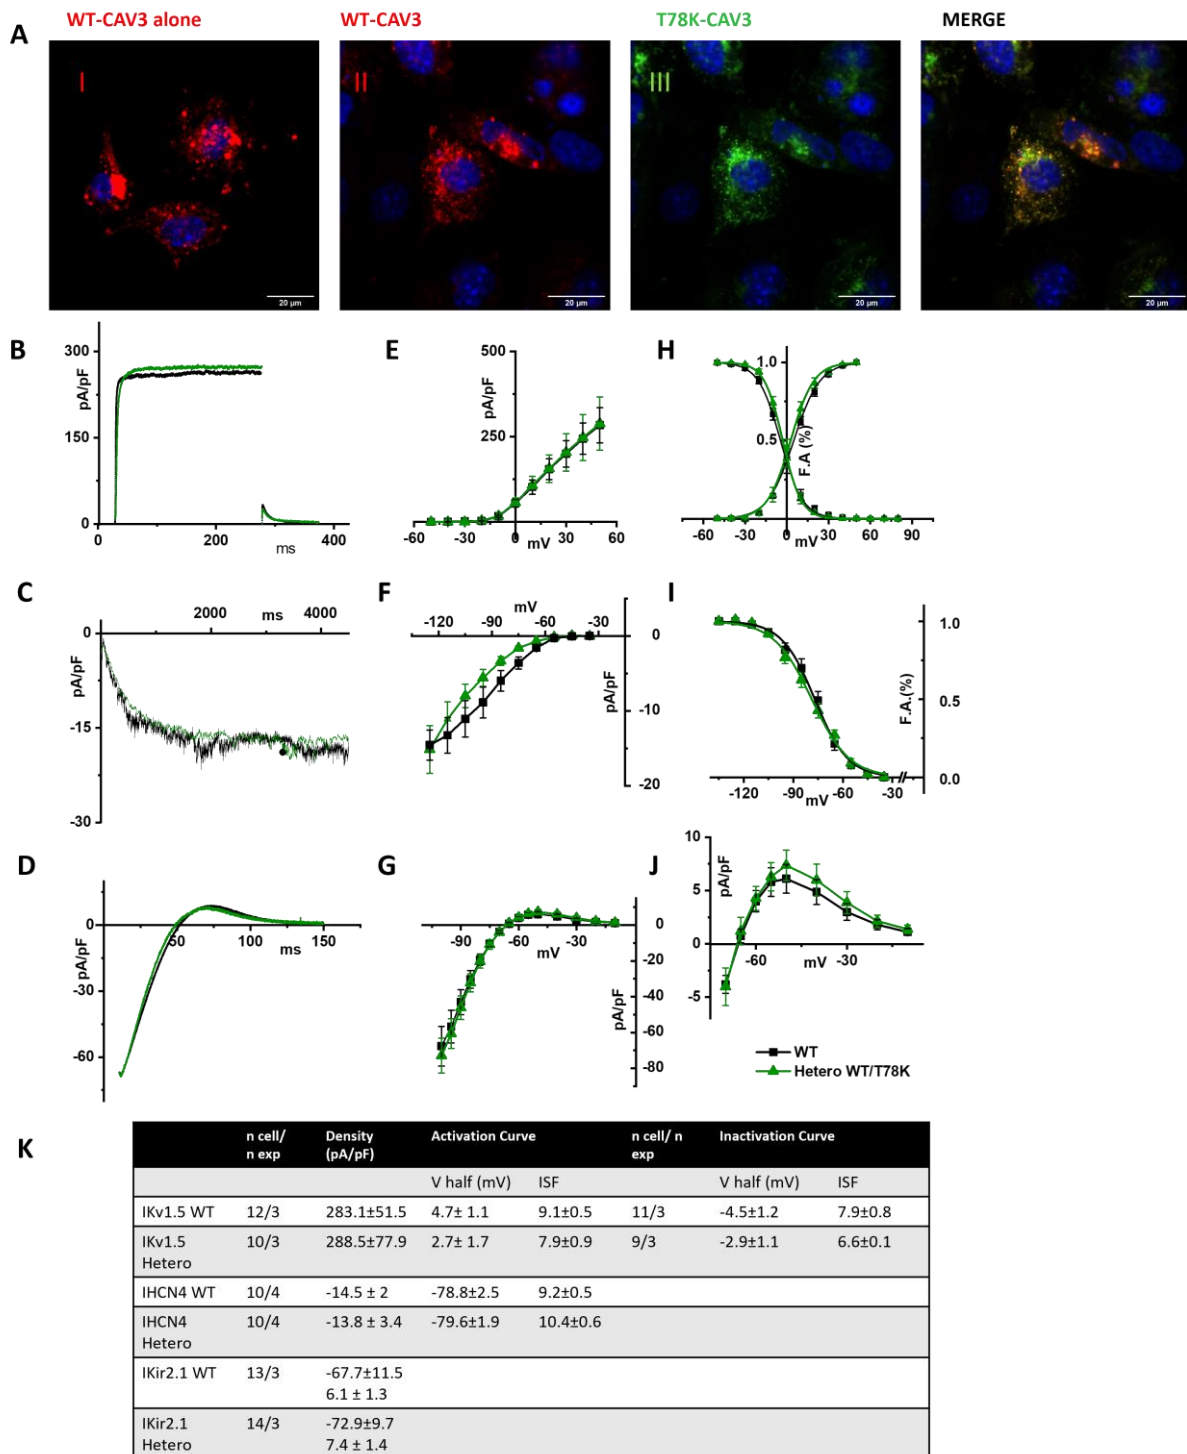 A
WT-CAV3 alone
WT-CAV3
T78K-CAV3
MERGE
I
II
III
20 µm
20 µm
20 µm
20 µm
B
300
150
0
pA/pF
0
200
400
ms
E
500
250
pA/pF
-60
-30
0
30
60
mV
H
1.0
0.5
F.A (%)
-60
-30
0
30
60
90
mV
C
2000
ms
4000
0
-15
-30
pA/pF
F
mV
-120
-90
-60
-30
0
-10
-20
pA/pF
I
1.0
0.5
0.0
F.A.(%)
-120
-90
-60
-30
mV
D
0
-30
-60
pA/pF
50
100
150
ms
G
-90
-60
-30
mV
0
-20
-40
-60
-80
pA/pF
J
10
5
0
-5
pA/pF
-60
-30
mV
WT
Hetero WT/T78K
K
n cell/ n exp Density (pA/pF) Activation Curve n cell/ n exp Inactivation Curve
V half (mV) ISF V half (mV) ISF
IKv1.5 WT 12/3 283.1±51.5 4.7± 1.1 9.1±0.5 11/3 -4.5±1.2 7.9±0.8
IKv1.5 Hetero 10/3 288.5±77.9 2.7± 1.7 7.9±0.9 9/3 -2.9±1.1 6.6±0.1
IHCN4 WT 10/4 -14.5 ± 2 -78.8±2.5 9.2±0.5
IHCN4 Hetero 10/4 -13.8 ± 3.4 -79.6±1.9 10.4±0.6
IKir2.1 WT 13/3 -67.7±11.5
6.1 ± 1.3
IKir2.1 Hetero 14/3 -72.9±9.7
7.4 ± 1.4